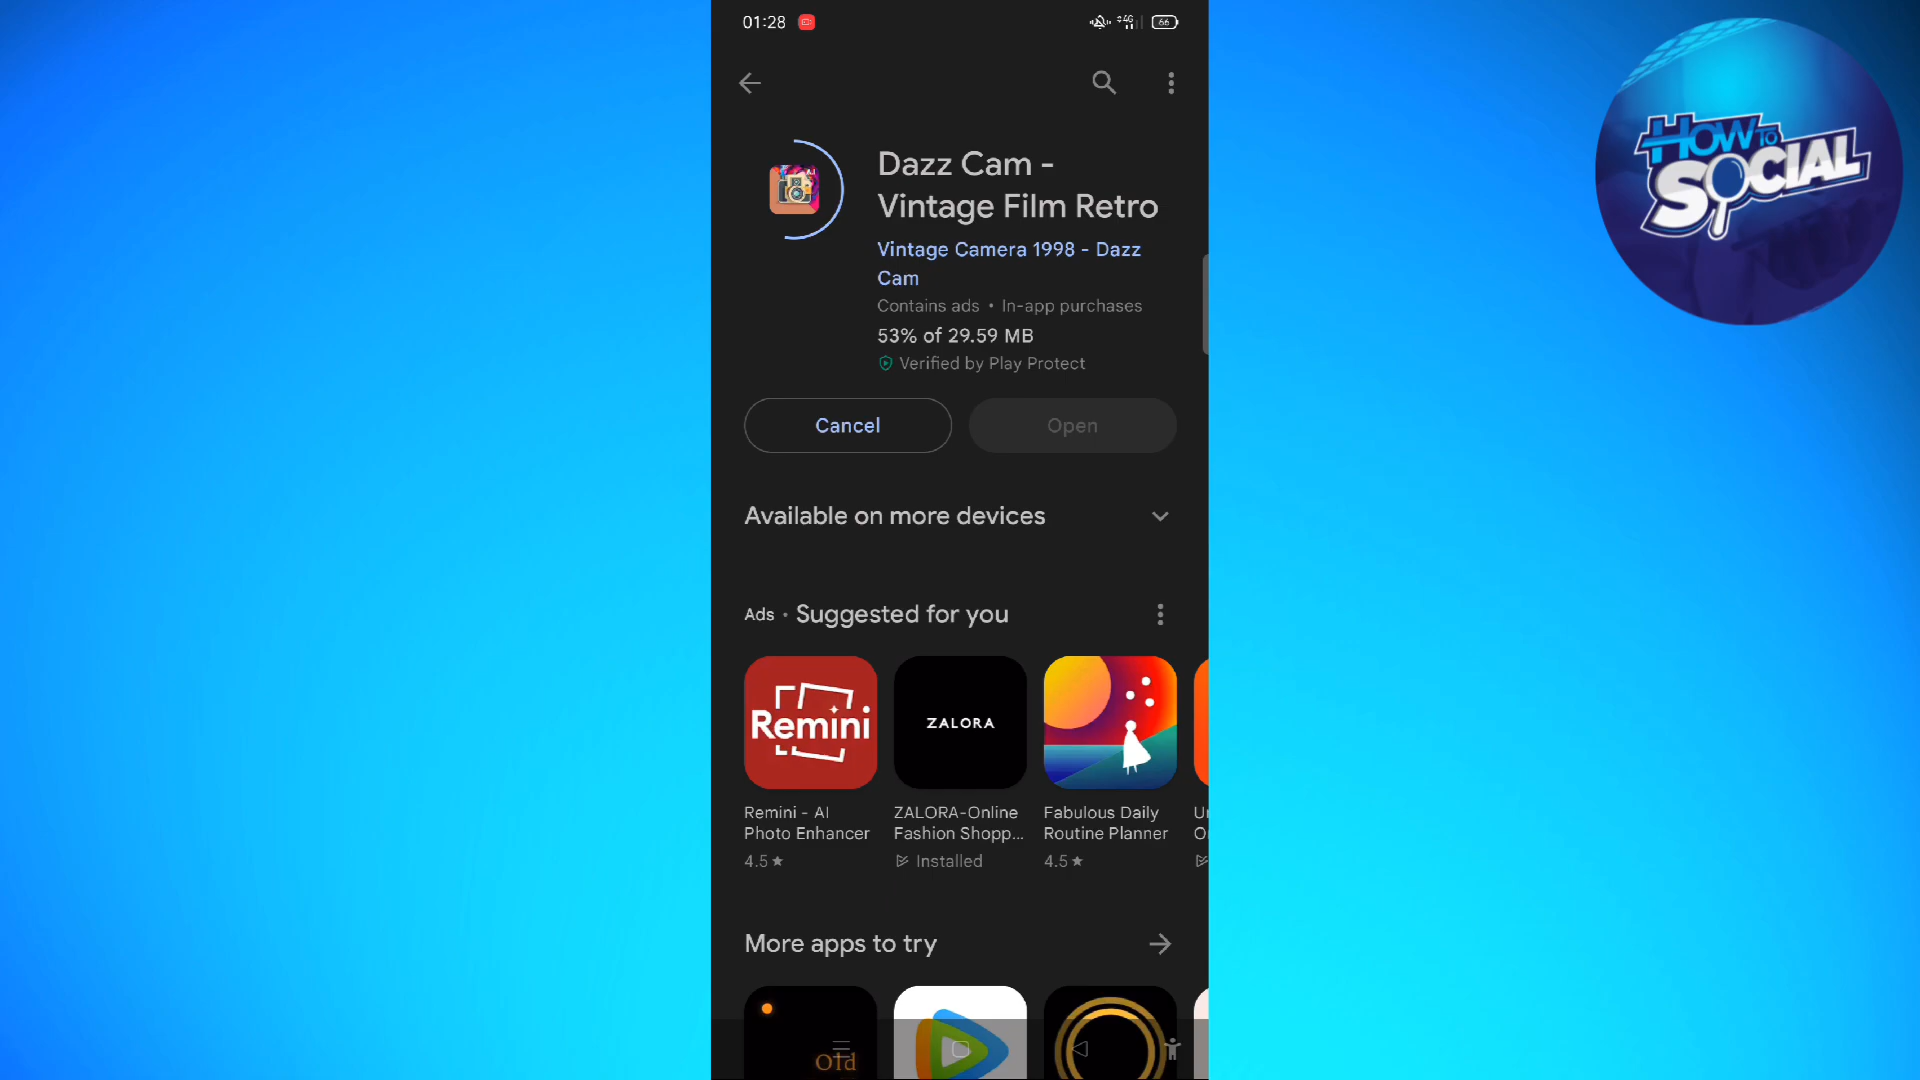 01:28
4G
66
HOW TO
SOCIAL
Dazz Cam -
Vintage Film Retro
Vintage Camera 1998 - Dazz
Cam
Contains ads • In-app purchases
53% of 29.59 MB
Verified by Play Protect
Cancel
Open
Available on more devices
Ads • Suggested for you
Remini
ZALORA
Remini - AI
Photo Enhancer
4.5★
ZALORA-Online
Fashion Shopp...
Installed
Fabulous Daily
Routine Planner
4.5★
More apps to try
Old